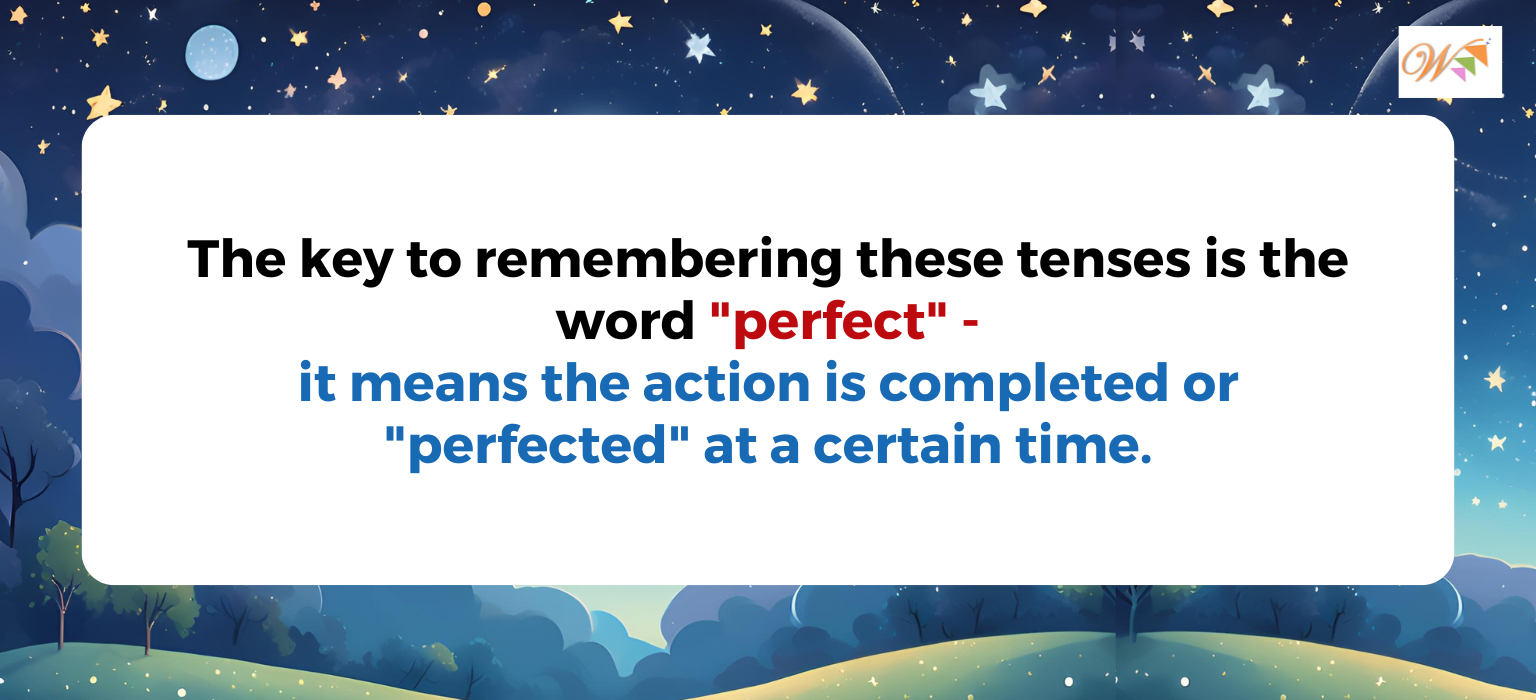 W
The key to remembering these tenses is the
word "perfect" -
it means the action is completed or
"perfected" at a certain time.